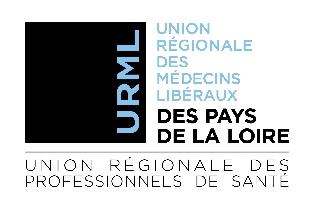 URML
UNION
RÉGIONALE
DES
MÉDECINS
LIBÉRAUX
DES PAYS
DE LA LOIRE
UNION RÉGIONALE DES
PROFESSIONNELS DE SANTÉ